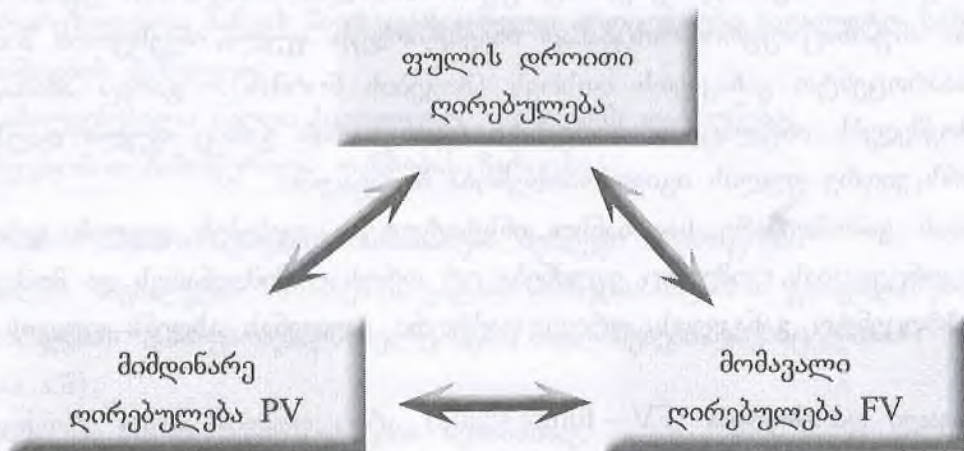 ფულის დროითი
ღირებულება
მიმდინარე
ღირებულება PV
მომავალი
ღირებულება FV